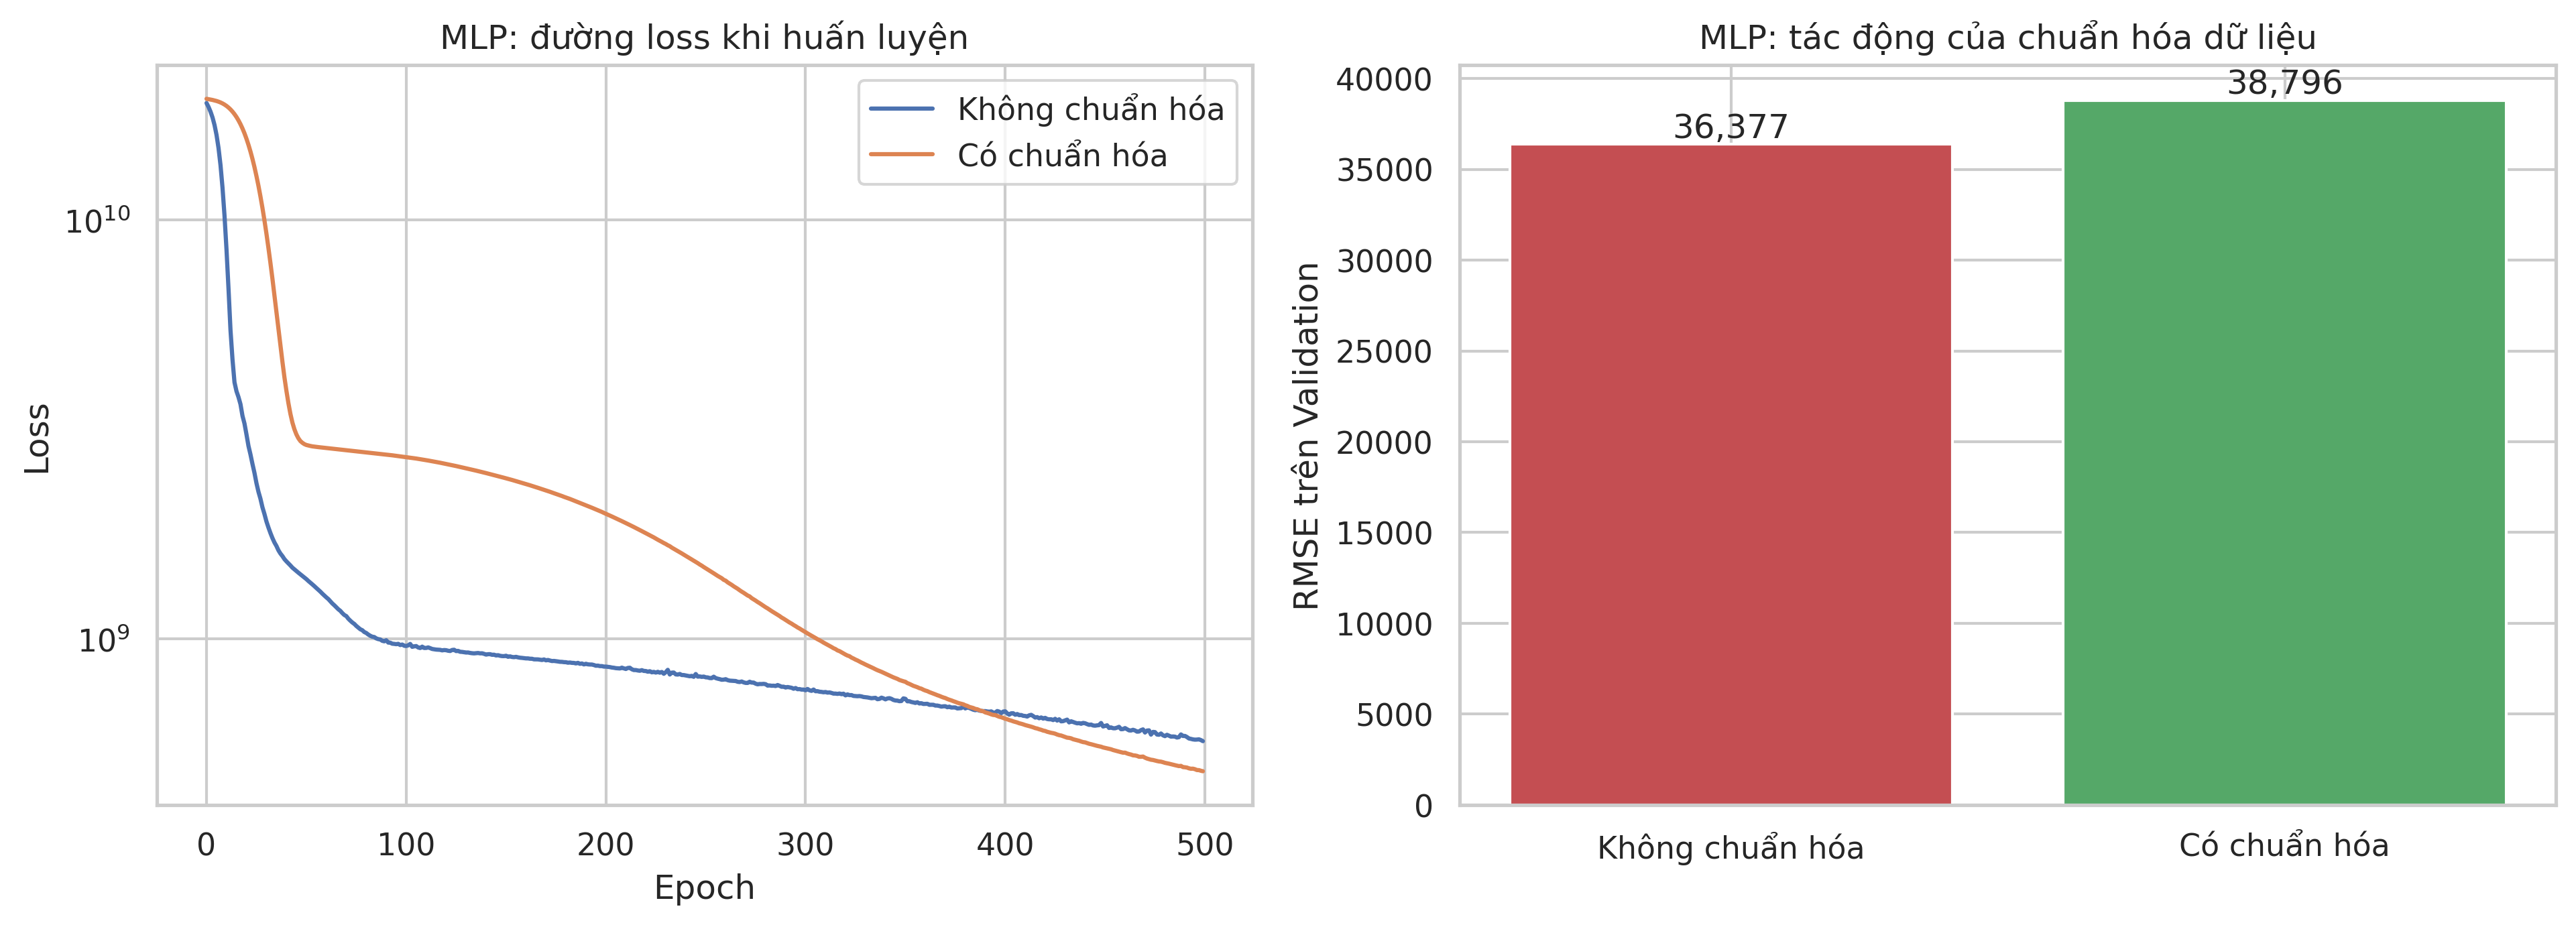 MLP: đường loss khi huấn luyện
Không chuẩn hóa
Có chuẩn hóa
10^10
10^9
Loss
0 100 200 300 400 500
Epoch
MLP: tác động của chuẩn hóa dữ liệu
40000
35000
30000
25000
20000
15000
10000
5000
0
RMSE trên Validation
36,377
38,796
Không chuẩn hóa
Có chuẩn hóa